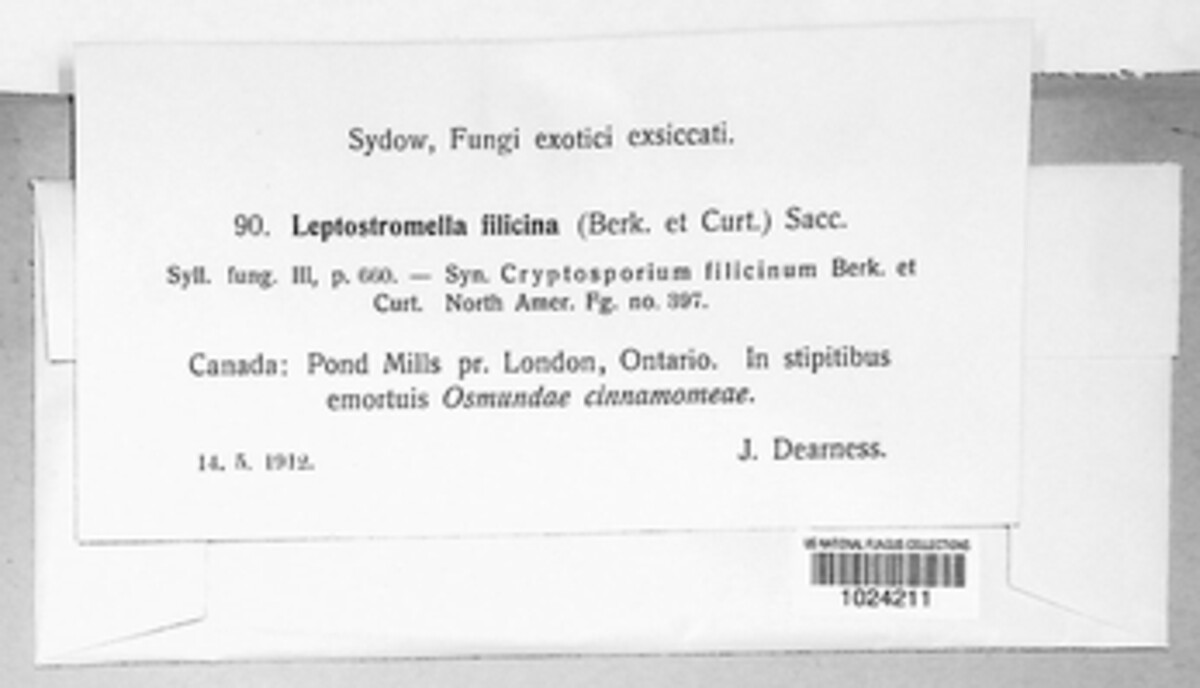 Sydow, Fungi exotici exsiccati.
90. Leptostromella filicina (Berk. et Curt.) Sacc.
Syll. fung. III, p. 660. — Syn. Cryptosporium filicinum Berk. et
Curt. North Amer. Fg. no. 397.
Canada: Pond Mills pr. London, Ontario. In stipitibus
emortuis Osmundae cinnamomeae.
14. 5. 1912.
J. Dearness.
US NATIONAL FUNGUS COLLECTIONS
1024211